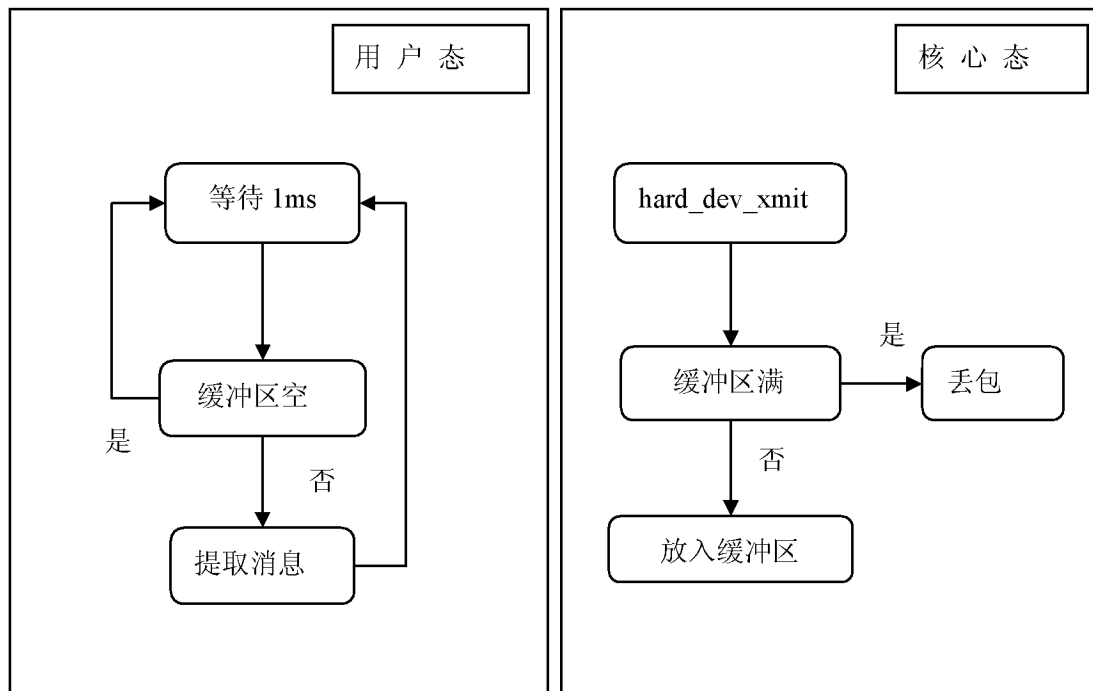 用 户 态
等待 1ms
缓冲区空
是
否
提取消息
核 心 态
hard_dev_xmit
缓冲区满
是
丢包
否
放入缓冲区